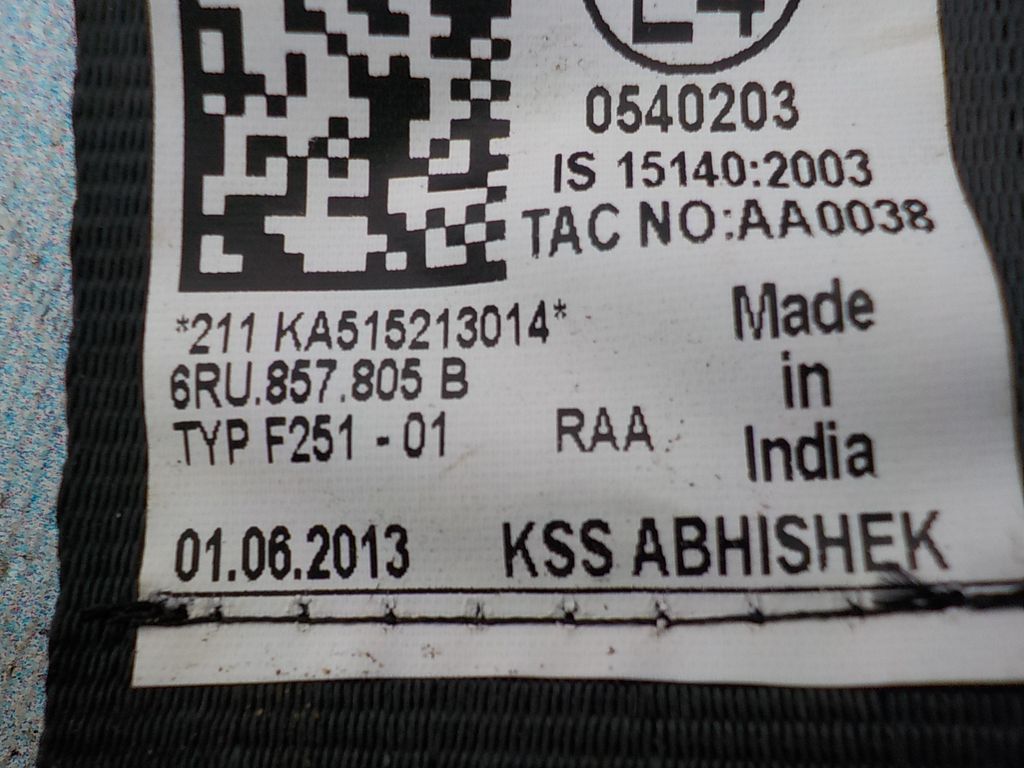 E4
0540203
IS 15140:2003
TAC NO:AA0038
*211 KA515213014*
6RU.857.805 B
TYP F251 - 01
RAA
Made
in
India
01.06.2013
KSS ABHISHEK